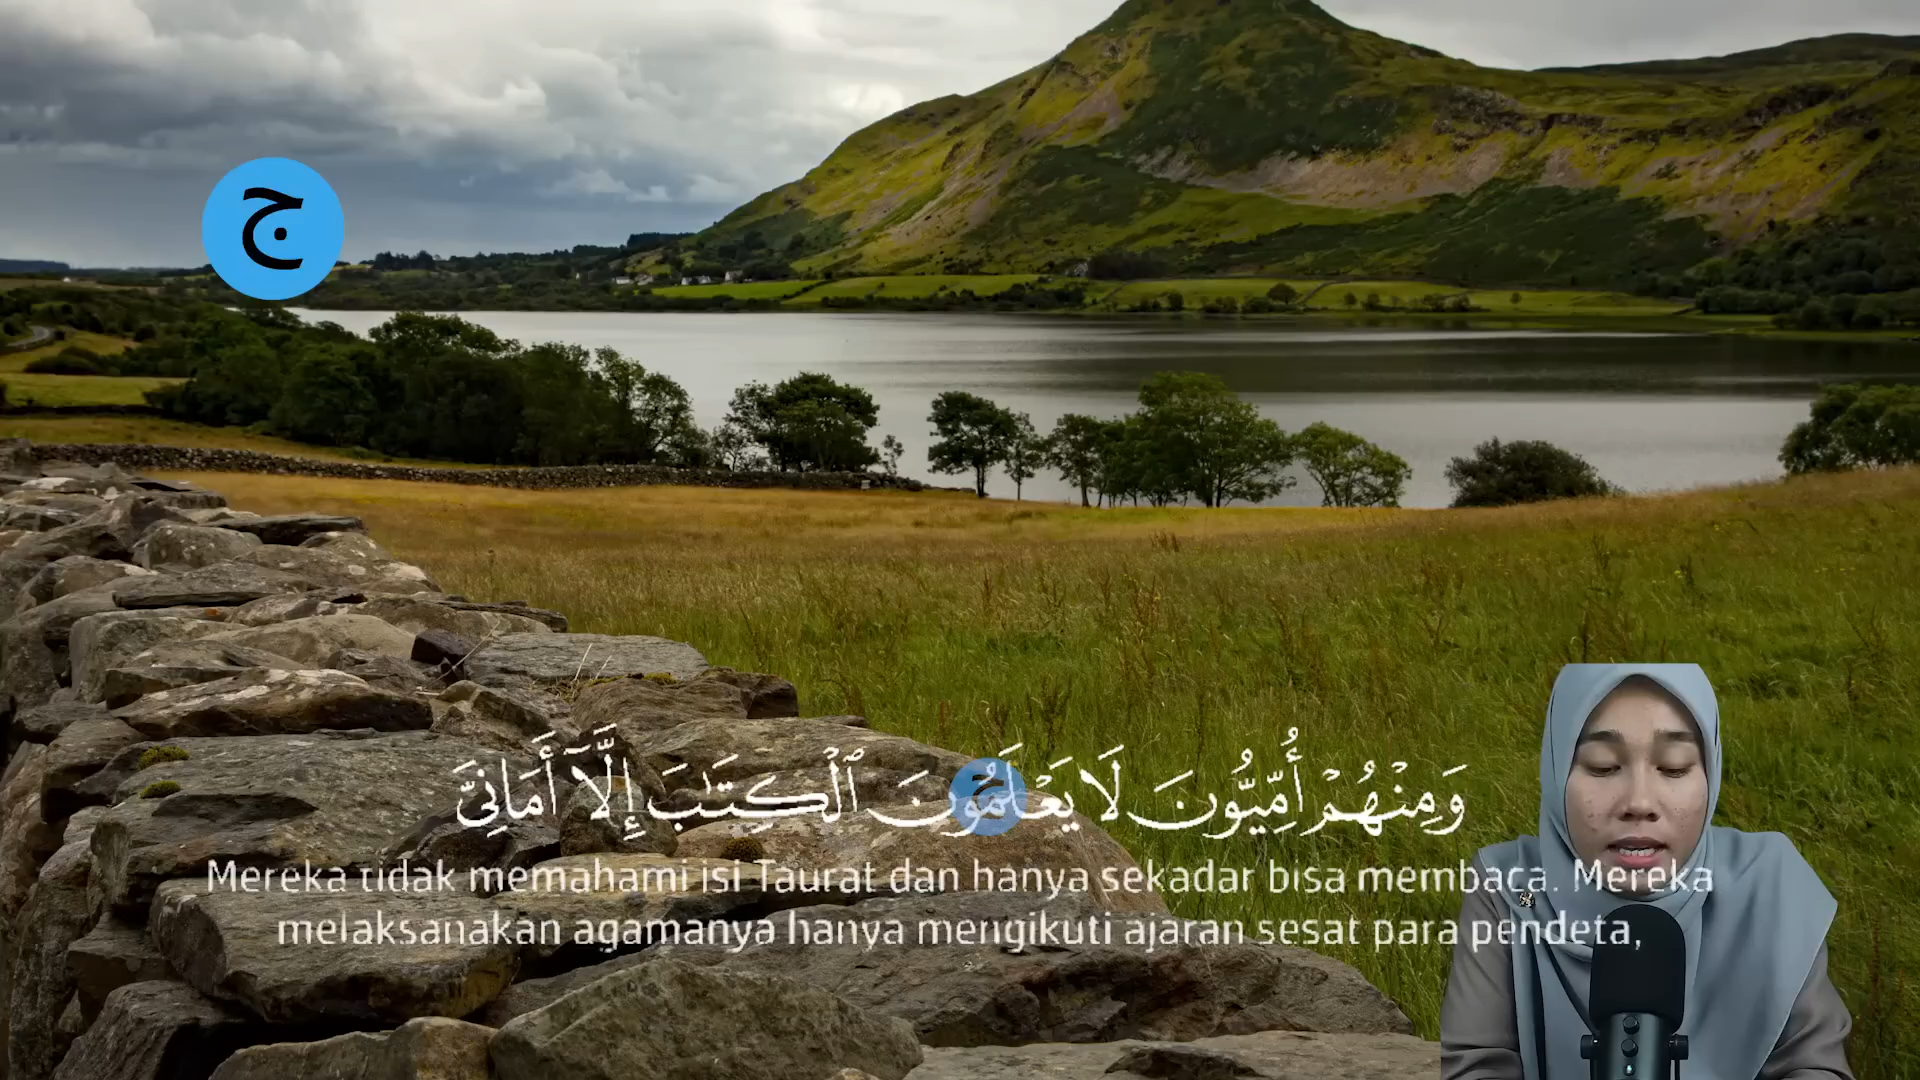 ج
وَمِنْهُمْ أُمِّيُّونَ لَا يَعْلَمُونَ ٱلْكِتَٰبَ إِلَّآ أَمَانِىَّ
Mereka tidak memahami isi Taurat dan hanya sekadar bisa membaca. Mereka
melaksanakan agamanya hanya mengikuti ajaran sesat para pendeta,